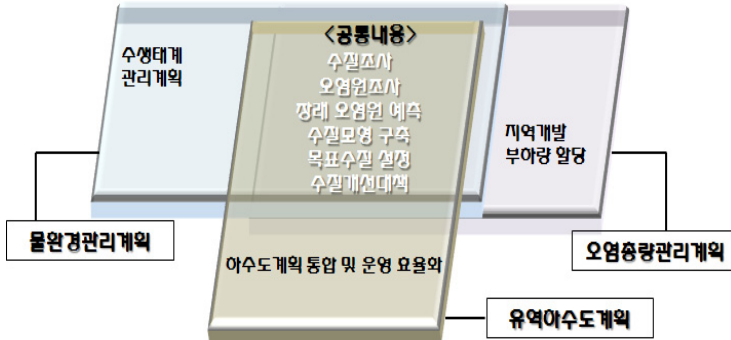 <공통내용>
수생태계
관리계획
수질조사
오염원조사
장래 오염원 예측
수질모형 구축
목표수질 설정
수질개선대책
지역개발
부하량 할당
물환경관리계획
하수도계획 통합 및 운영 효율화
오염총량관리계획
유역하수도계획